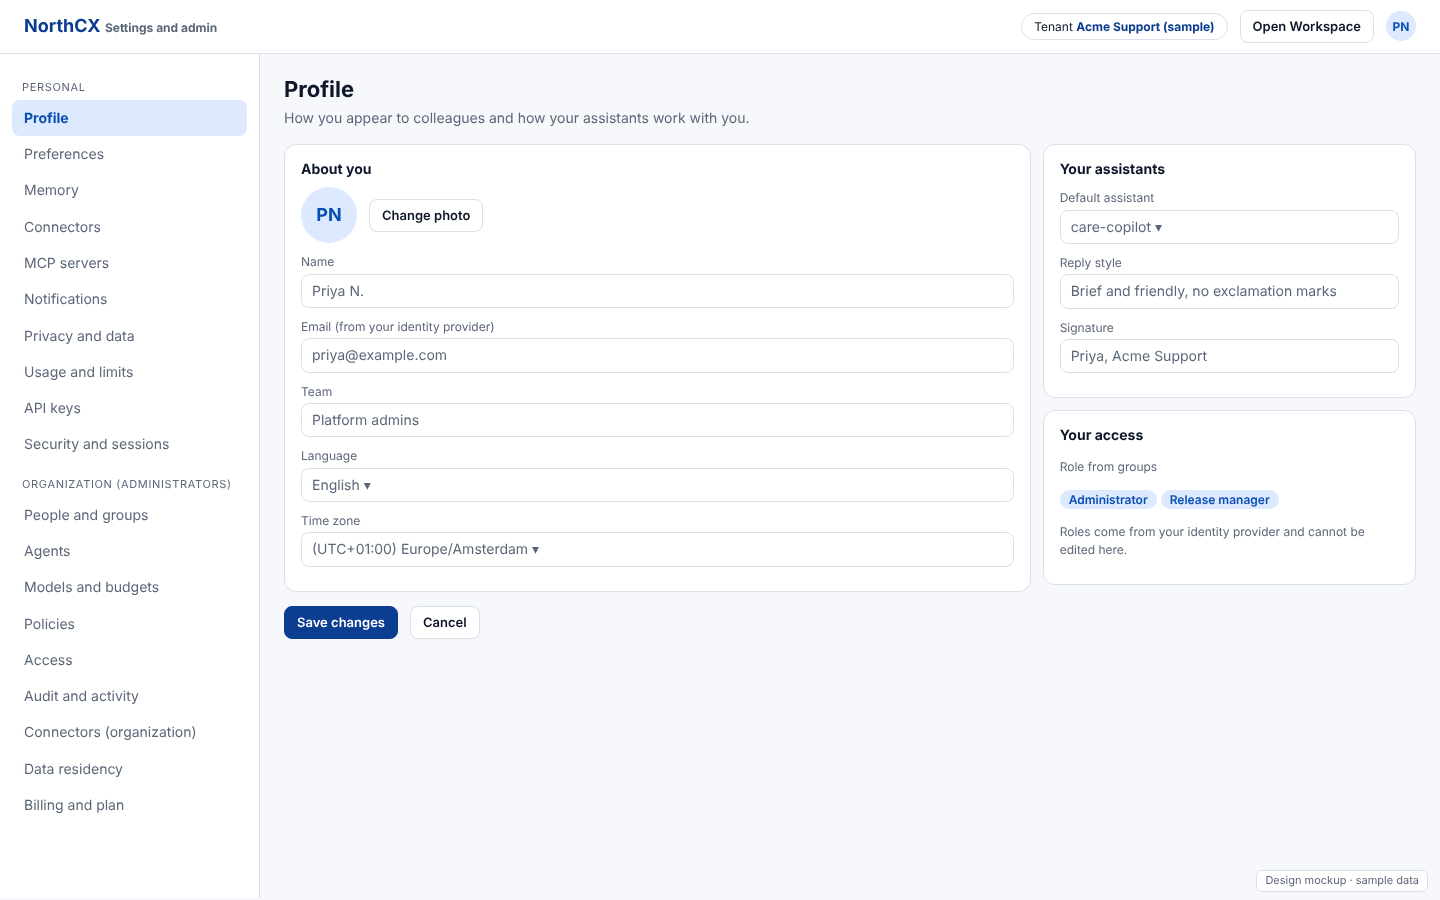 NorthCX Settings and admin
Tenant Acme Support (sample)
Open Workspace
PN
PERSONAL
Profile
Preferences
Memory
Connectors
MCP servers
Notifications
Privacy and data
Usage and limits
API keys
Security and sessions
ORGANIZATION (ADMINISTRATORS)
People and groups
Agents
Models and budgets
Policies
Access
Audit and activity
Connectors (organization)
Data residency
Billing and plan
Profile
How you appear to colleagues and how your assistants work with you.
About you
PN
Change photo
Name
Priya N.
Email (from your identity provider)
priya@example.com
Team
Platform admins
Language
English ▾
Time zone
(UTC+01:00) Europe/Amsterdam ▾
Save changes
Cancel
Your assistants
Default assistant
care-copilot ▾
Reply style
Brief and friendly, no exclamation marks
Signature
Priya, Acme Support
Your access
Role from groups
Administrator
Release manager
Roles come from your identity provider and cannot be
edited here.
Design mockup · sample data